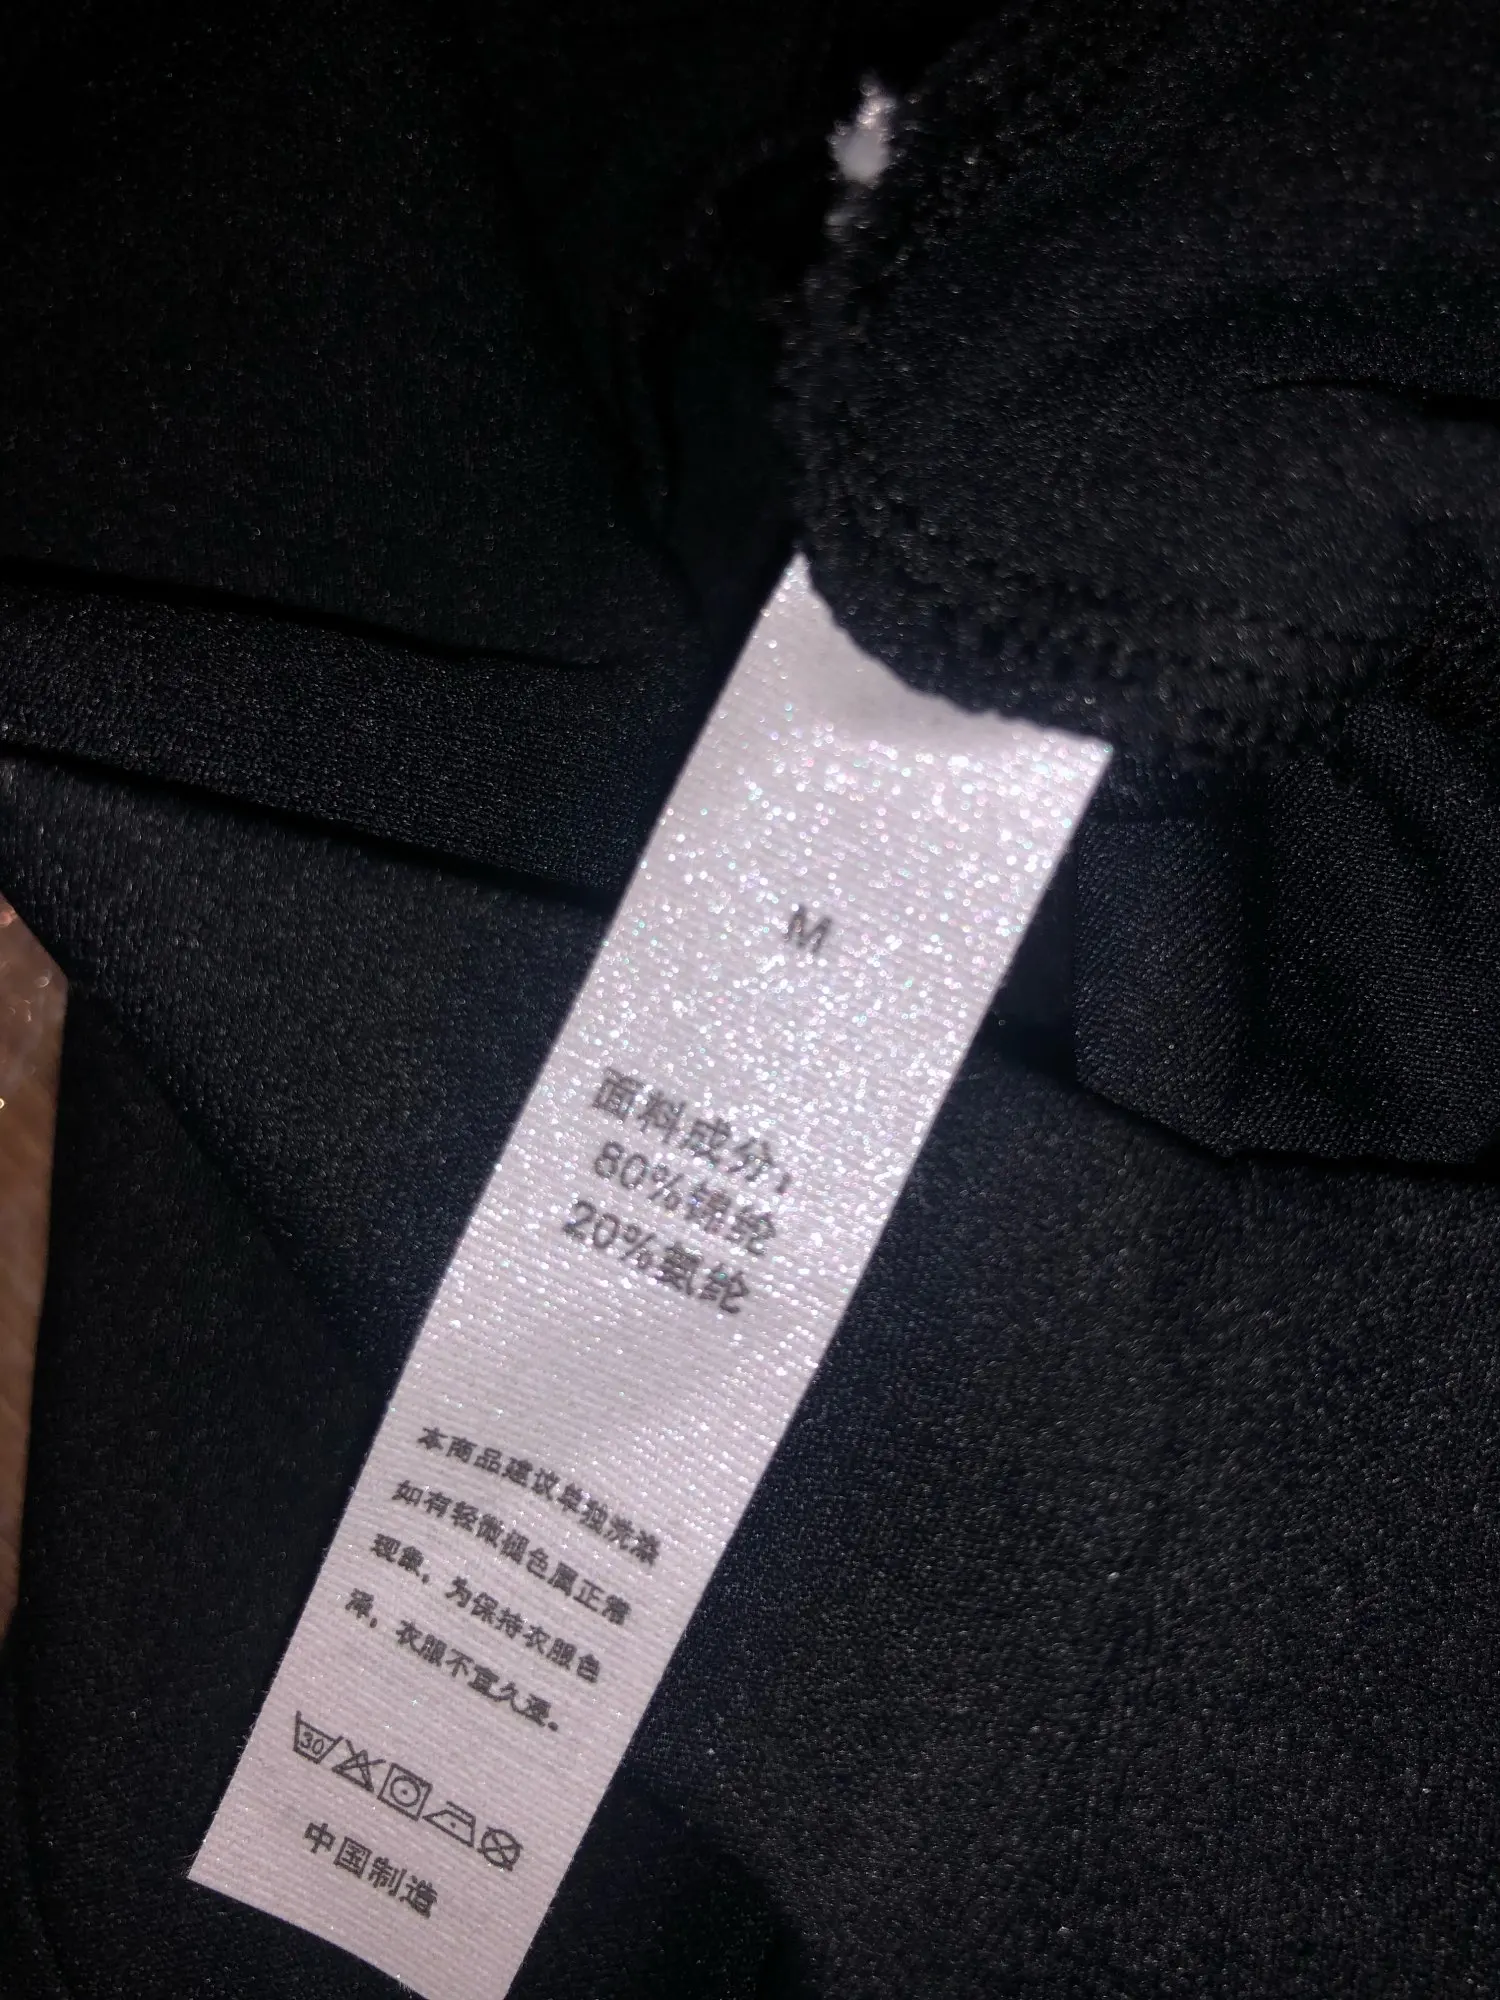 M
面料成分:
80%锦纶
20%氨纶
本商品建议单独洗涤
如有轻微褪色属正常
现象，为保持衣服色
泽，衣服不宜久浸。
30
中国制造